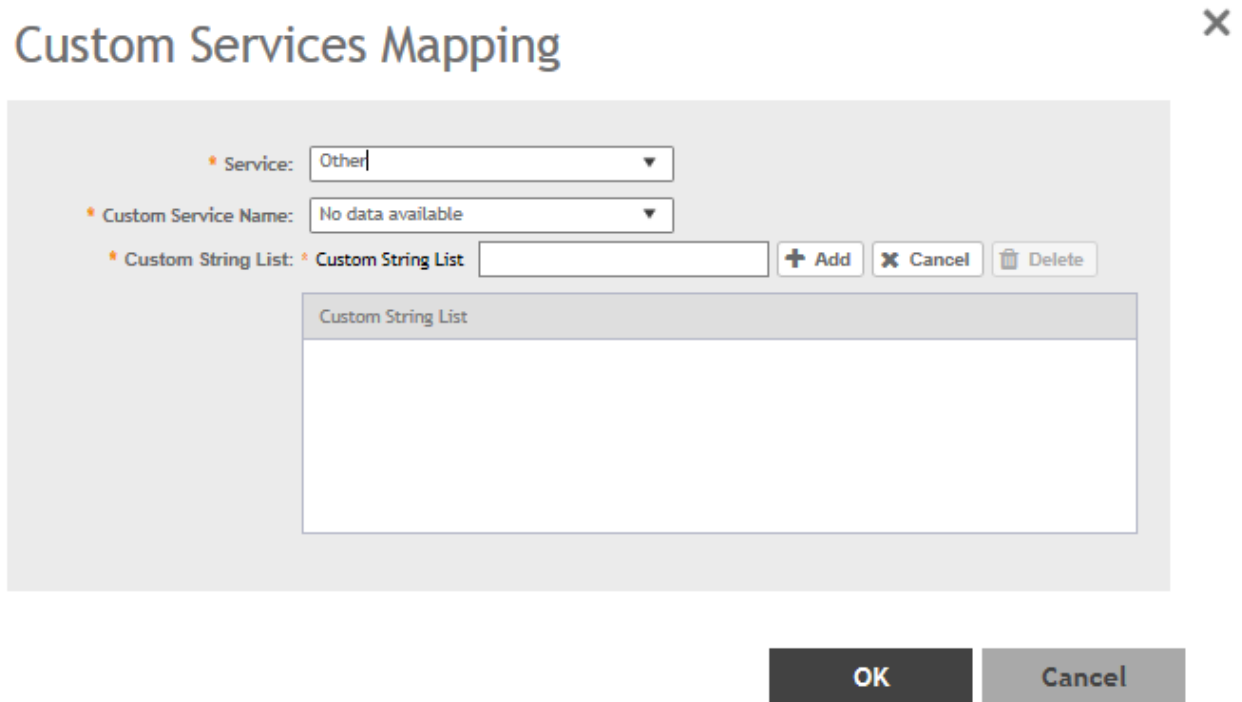 Custom Services Mapping
* Service: Other
* Custom Service Name: No data available
* Custom String List: * Custom String List Add Cancel Delete
Custom String List
OK Cancel